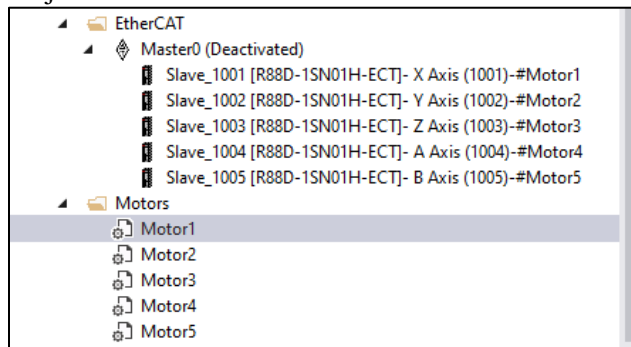 EtherCAT
Master0 (Deactivated)
Slave_1001 [R88D-1SN01H-ECT]- X Axis (1001)-#Motor1
Slave_1002 [R88D-1SN01H-ECT]- Y Axis (1002)-#Motor2
Slave_1003 [R88D-1SN01H-ECT]- Z Axis (1003)-#Motor3
Slave_1004 [R88D-1SN01H-ECT]- A Axis (1004)-#Motor4
Slave_1005 [R88D-1SN01H-ECT]- B Axis (1005)-#Motor5
Motors
Motor1
Motor2
Motor3
Motor4
Motor5